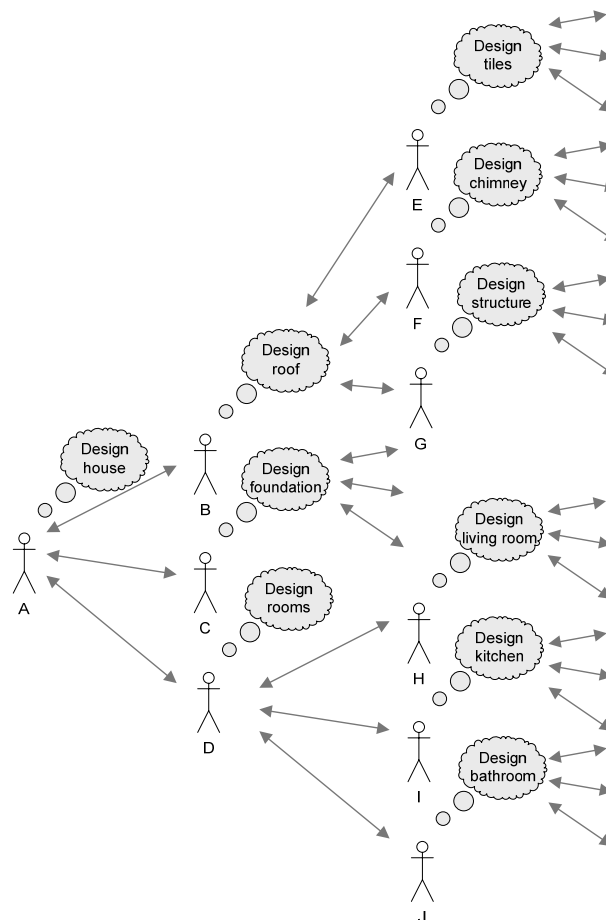 Design
tiles
E
Design
chimney
F
Design
structure
G
Design
roof
B
Design
house
A
Design
foundation
C
Design
rooms
D
Design
living room
H
Design
kitchen
I
Design
bathroom
J